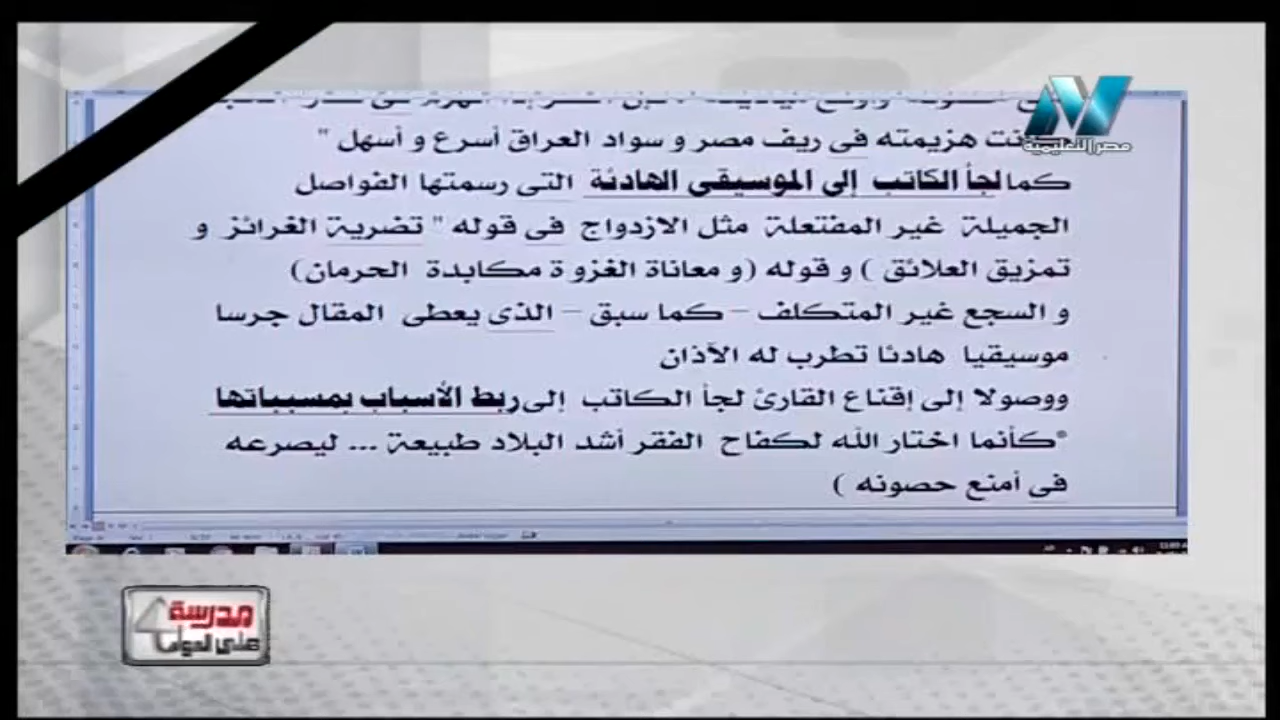 كانت هزيمته فى ريف مصر و سواد العراق أسرع و أسهل "
كما لجأ الكاتب إلى الموسيقى الهادئة التى رسمتها الفواصل
الجميلة غير المفتعلة مثل الازدواج فى قوله " تضرية الغرائز و
تمزيق العلائق ) و قوله (و معاناة الغزوة مكابدة الحرمان)
و السجع غير المتكلف – كما سبق – الذى يعطى المقال جرسا
موسيقيا هادئا تطرب له الآذان
ووصولا إلى إقناع القارئ لجأ الكاتب إلى ربط الأسباب بمسبباتها
"كأنما اختار الله لكفاح الفقر أشد البلاد طبيعة ... ليصرعه
فى أمنع حصونه )
مصر التعليمية
مدرسة
على الهوا